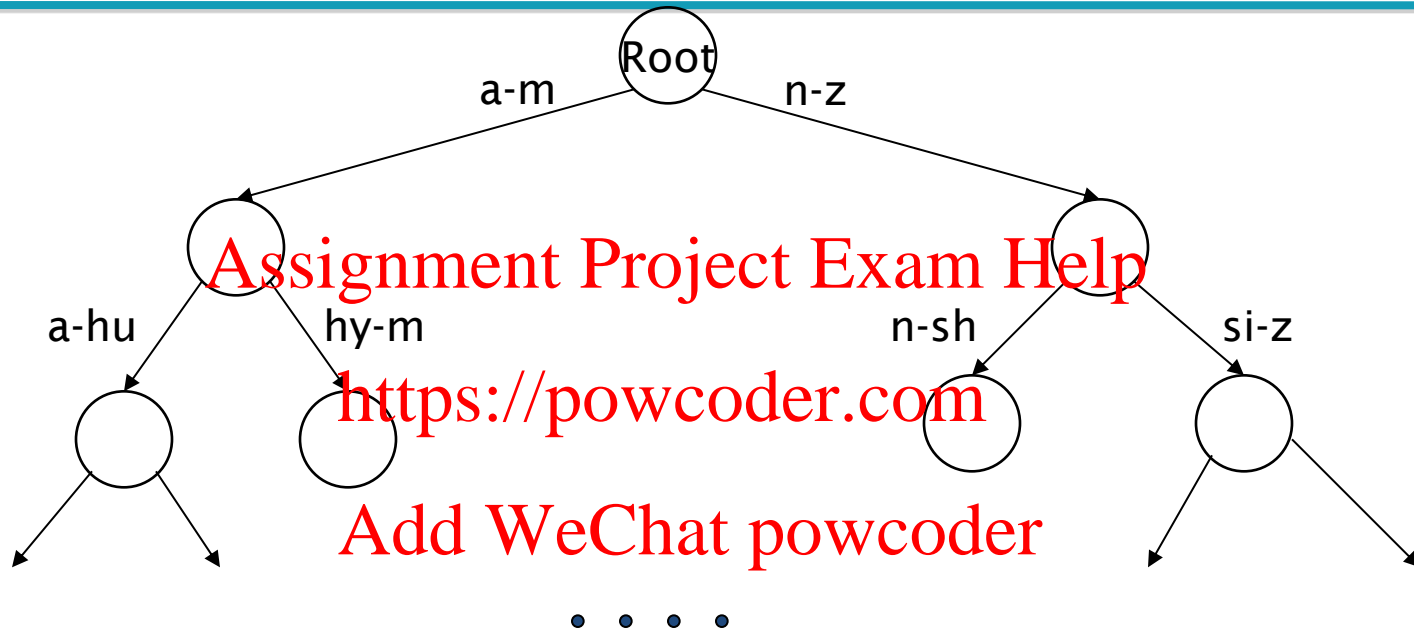 Root
a-m n-z
Assignment Project Exam Help
a-hu hy-m n-sh si-z
https://powcoder.com
Add WeChat powcoder